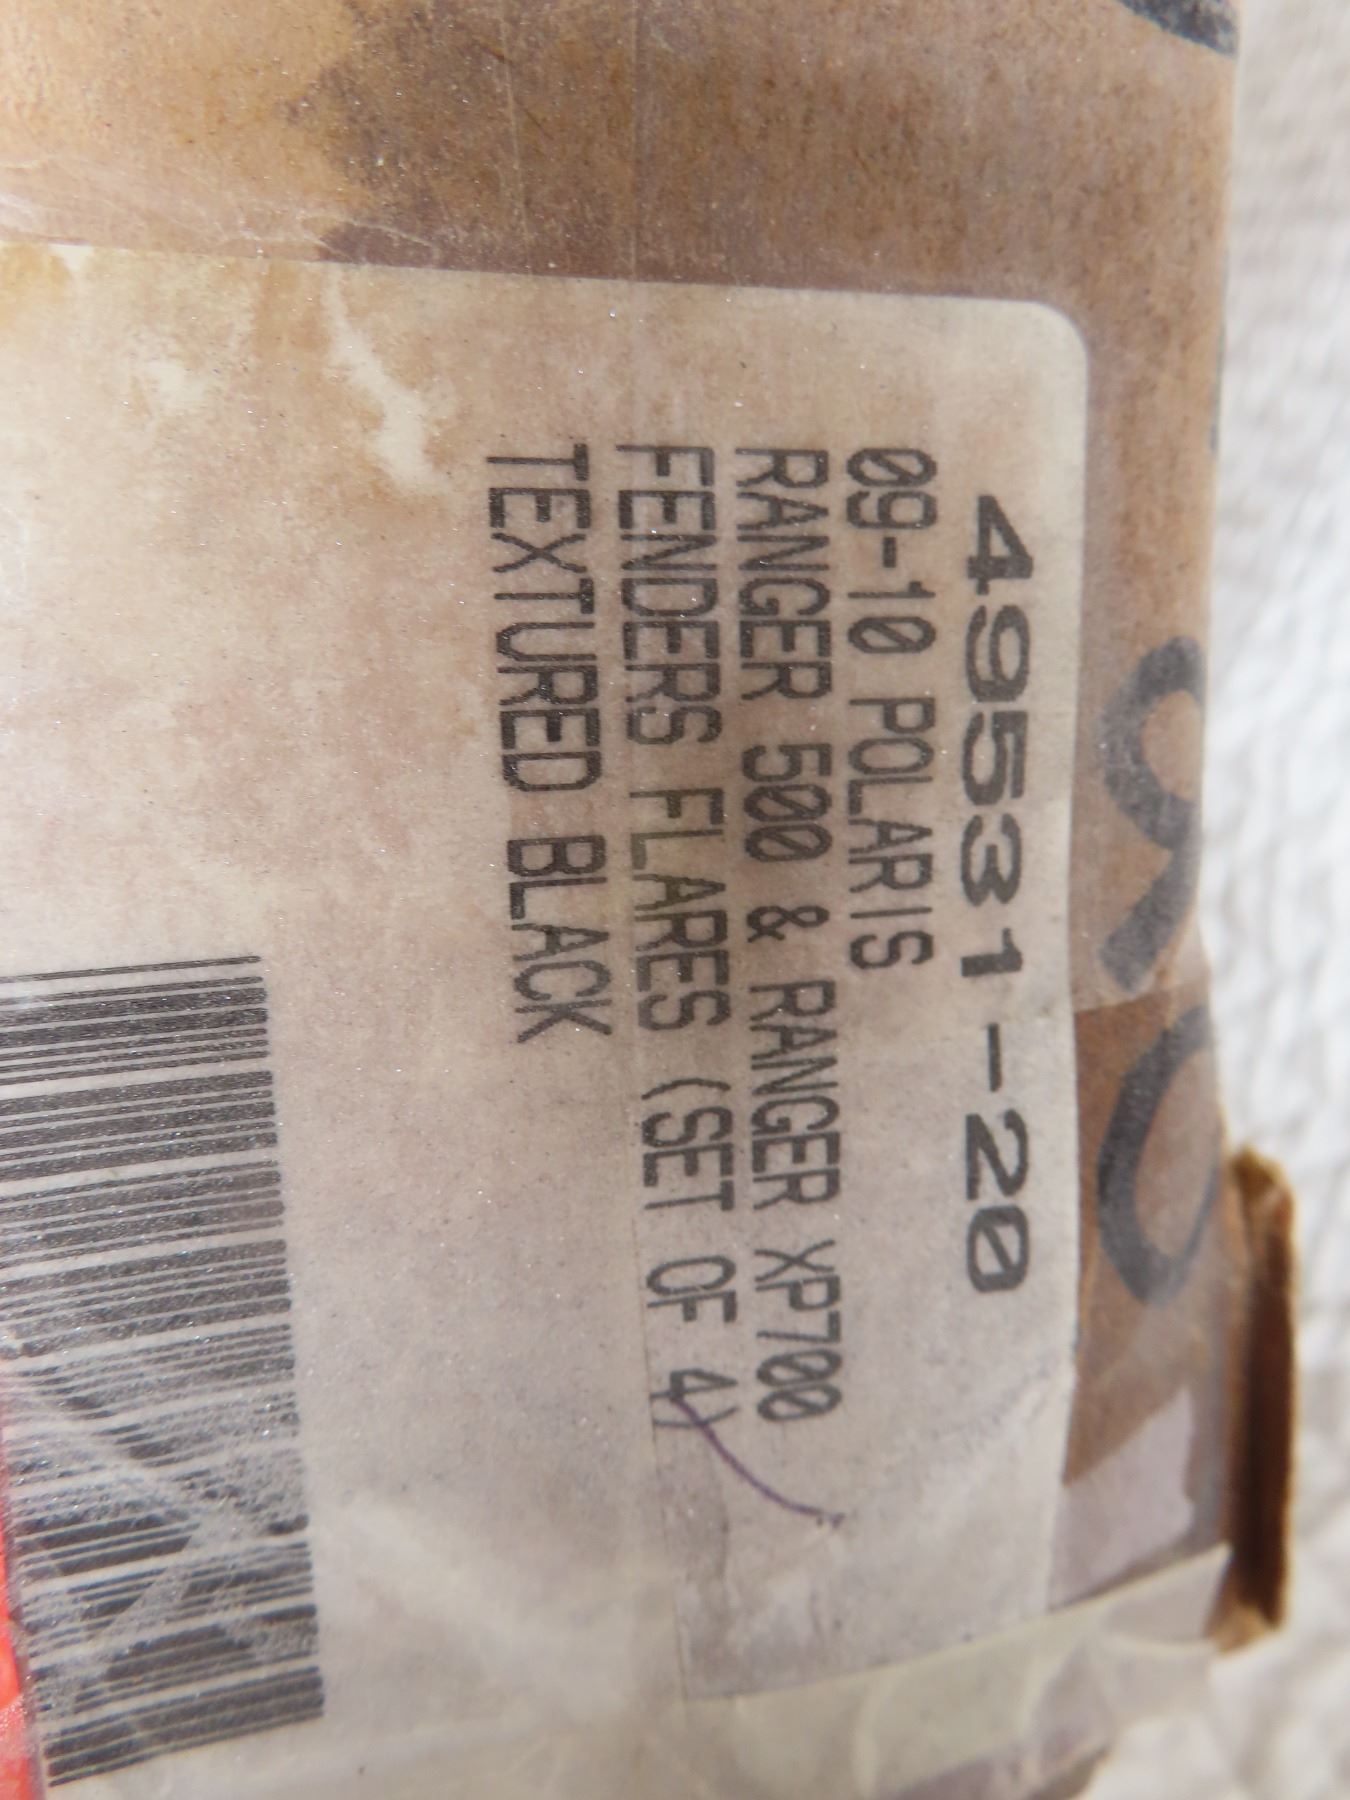 49531-20
09-10 POLARIS
RANGER 500 & RANGER XP700
FENDERS FLARES (SET OF 4)
TEXTURED BLACK